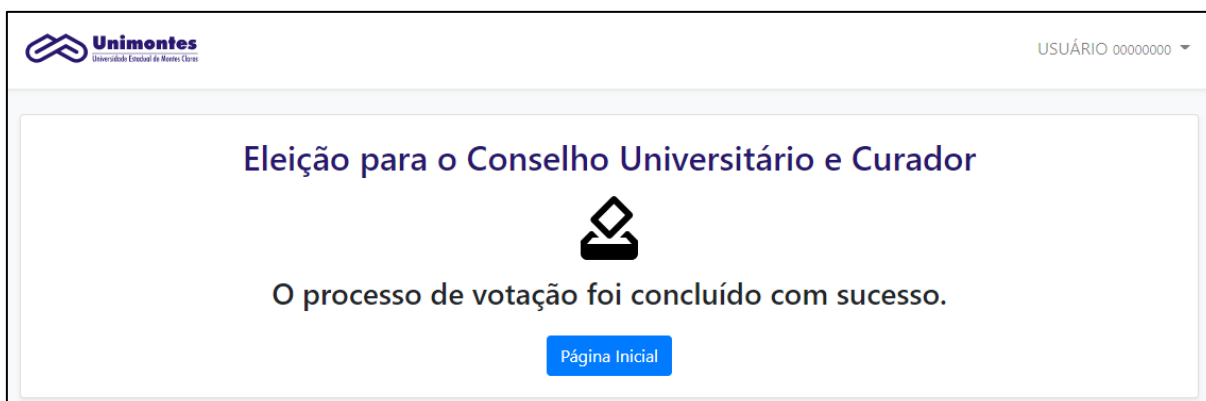 Unimontes
Universidade Estadual de Montes Claros
USUÁRIO 00000000
Eleição para o Conselho Universitário e Curador
O processo de votação foi concluído com sucesso.
Página Inicial